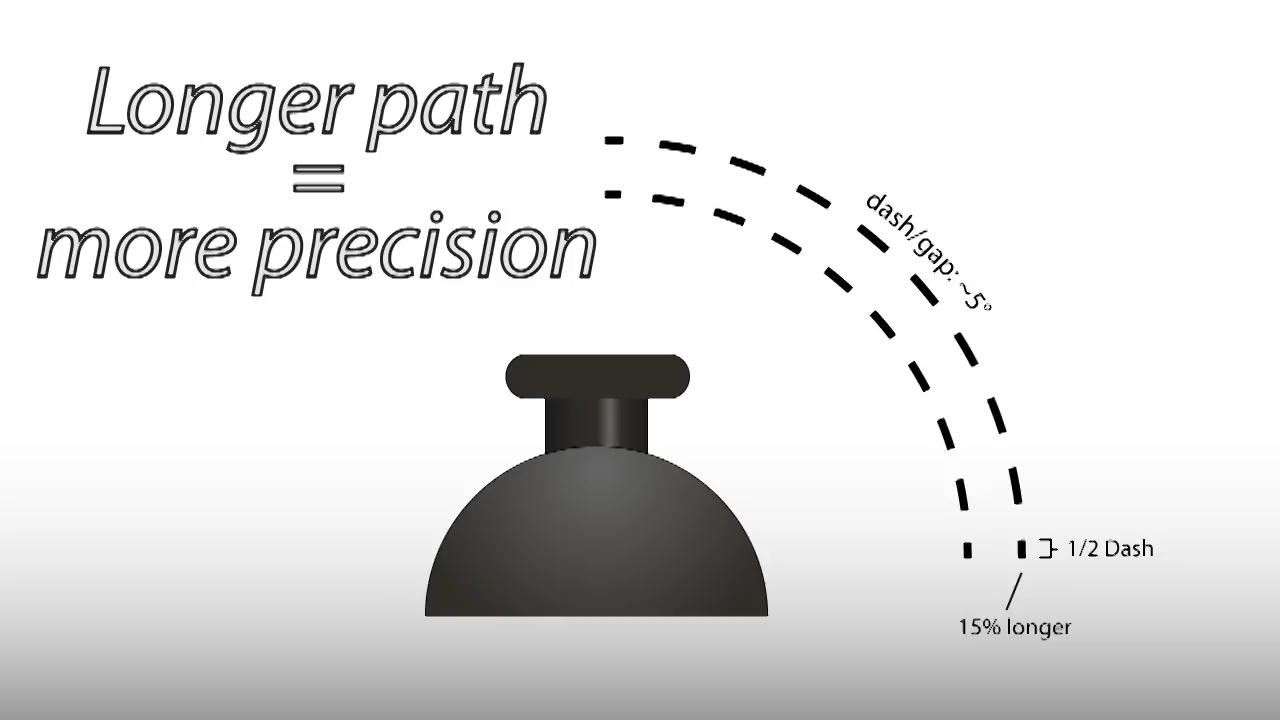 Longer path
=
more precision
dash/gap: ~5°
1/2 Dash
15% longer